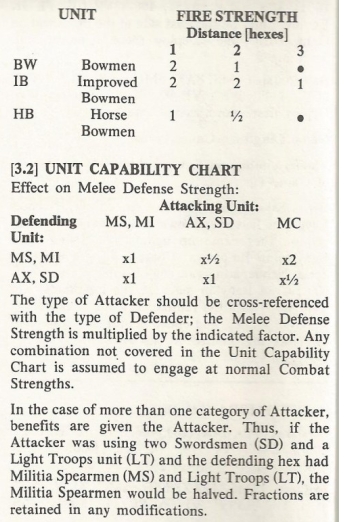 UNIT FIRE STRENGTH
Distance [hexes]
1 2 3
BW Bowmen 2 1 •
IB Improved 2 2 1
Bowmen
HB Horse 1 ½ •
Bowmen
[3.2] UNIT CAPABILITY CHART
Effect on Melee Defense Strength:
Attacking Unit:
Defending MS, MI AX, SD MC
Unit:
MS, MI x1 x½ x2
AX, SD x1 x1 x½
The type of Attacker should be cross-referenced
with the type of Defender; the Melee Defense
Strength is multiplied by the indicated factor. Any
combination not covered in the Unit Capability
Chart is assumed to engage at normal Combat
Strengths.
In the case of more than one category of Attacker,
benefits are given the Attacker. Thus, if the
Attacker was using two Swordsmen (SD) and a
Light Troops unit (LT) and the defending hex had
Militia Spearmen (MS) and Light Troops (LT), the
Militia Spearmen would be halved. Fractions are
retained in any modifications.